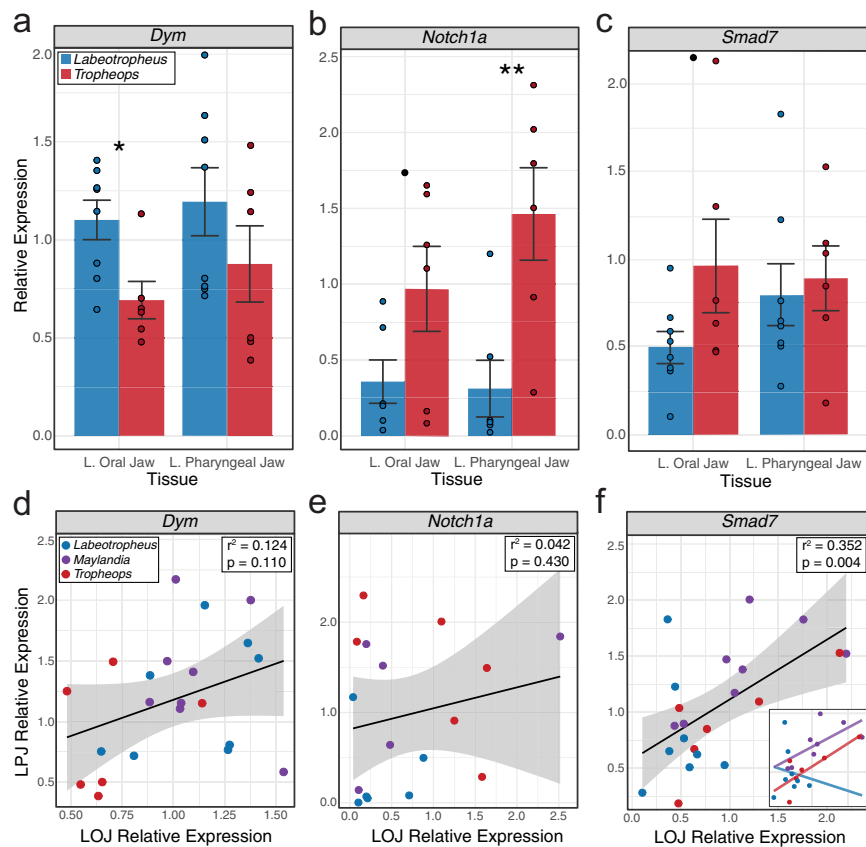 a
Dym
Labeotropheus
Tropheops
*
2.0
1.5
1.0
0.5
0.0
Relative Expression
L. Oral Jaw
L. Pharyngeal Jaw
Tissue
b
Notch1a
**
2.5
2.0
1.5
1.0
0.5
0.0
L. Oral Jaw
L. Pharyngeal Jaw
Tissue
c
Smad7
2.0
1.5
1.0
0.5
0.0
L. Oral Jaw
L. Pharyngeal Jaw
Tissue
d
Dym
Labeotropheus
Maylandia
Tropheops
r² = 0.124
p = 0.110
2.5
2.0
1.5
1.0
0.5
LPJ Relative Expression
0.50
0.75
1.00
1.25
1.50
LOJ Relative Expression
e
Notch1a
r² = 0.042
p = 0.430
3.0
2.0
1.0
0.0
0.0
0.5
1.0
1.5
2.0
2.5
LOJ Relative Expression
f
Smad7
r² = 0.352
p = 0.004
2.5
2.0
1.5
1.0
0.5
0.0
0.5
1.0
1.5
2.0
LOJ Relative Expression